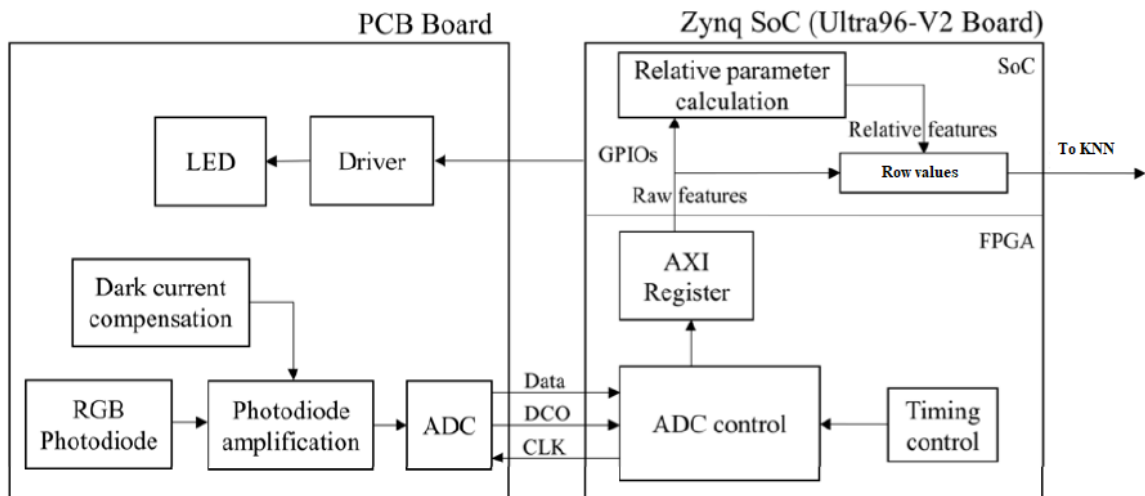 PCB Board
Zynq SoC (Ultra96-V2 Board)
SoC
Relative parameter
calculation
Relative features
GPIOs
To KNN
LED
Driver
Row values
Raw features
FPGA
AXI
Register
Dark current
compensation
Data
RGB
Photodiode
Photodiode
amplification
ADC
DCO
ADC control
Timing
control
CLK